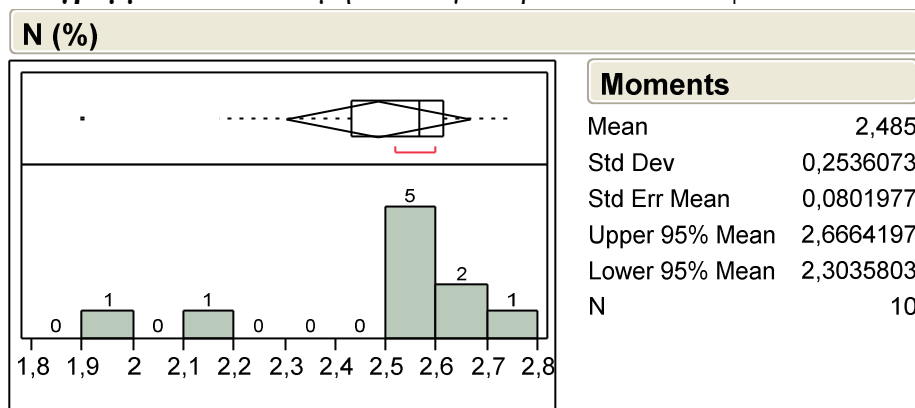 N (%)
Moments
Mean 2,485
Std Dev 0,2536073
Std Err Mean 0,0801977
Upper 95% Mean 2,6664197
Lower 95% Mean 2,3035803
N 10
5
2
1 1 1
0 0 0 0 0
1,8 1,9 2 2,1 2,2 2,3 2,4 2,5 2,6 2,7 2,8